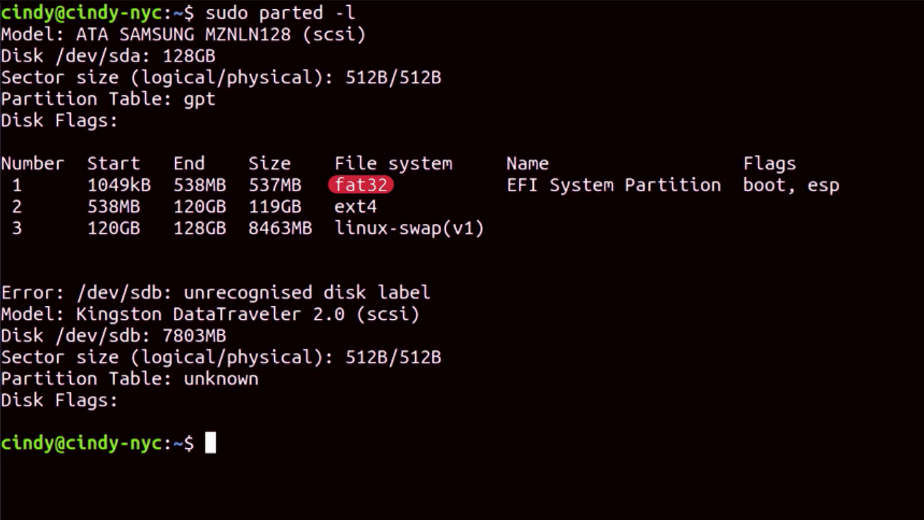 cindy@cindy-nyc:~$ sudo parted -l
Model: ATA SAMSUNG MZNLN128 (scsi)
Disk /dev/sda: 128GB
Sector size (logical/physical): 512B/512B
Partition Table: gpt
Disk Flags:
Number Start End Size File system Name Flags
1 1049kB 538MB 537MB fat32 EFI System Partition boot, esp
2 538MB 120GB 119GB ext4
3 120GB 128GB 8463MB linux-swap(v1)
Error: /dev/sdb: unrecognised disk label
Model: Kingston DataTraveler 2.0 (scsi)
Disk /dev/sdb: 7803MB
Sector size (logical/physical): 512B/512B
Partition Table: unknown
Disk Flags:
cindy@cindy-nyc:~$